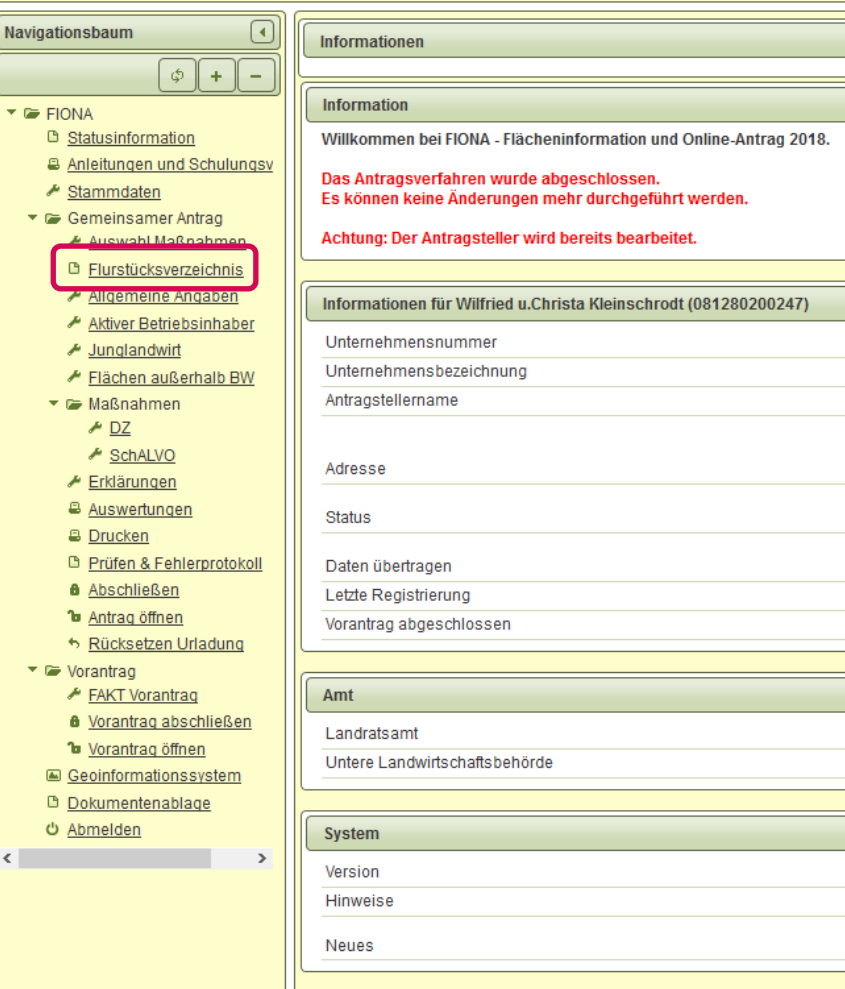 Navigationsbaum
FIONA
Statusinformation
Anleitungen und Schulungsv
Stammdaten
Gemeinsamer Antrag
Auswahl Maßnahmen
Flurstücksverzeichnis
Allgemeine Angaben
Aktiver Betriebsinhaber
Junglandwirt
Flächen außerhalb BW
Maßnahmen
DZ
SchALVO
Erklärungen
Auswertungen
Drucken
Prüfen & Fehlerprotokoll
Abschließen
Antrag öffnen
Rücksetzen Urladung
Vorantrag
FAKT Vorantrag
Vorantrag abschließen
Vorantrag öffnen
Geoinformationssystem
Dokumentenablage
Abmelden
Informationen
Information
Willkommen bei FIONA - Flächeninformation und Online-Antrag 2018.
Das Antragsverfahren wurde abgeschlossen.
Es können keine Änderungen mehr durchgeführt werden.
Achtung: Der Antragsteller wird bereits bearbeitet.
Informationen für Wilfried u.Christa Kleinschrodt (081280200247)
Unternehmensnummer
Unternehmensbezeichnung
Antragstellername
Adresse
Status
Daten übertragen
Letzte Registrierung
Vorantrag abgeschlossen
Amt
Landratsamt
Untere Landwirtschaftsbehörde
System
Version
Hinweise
Neues